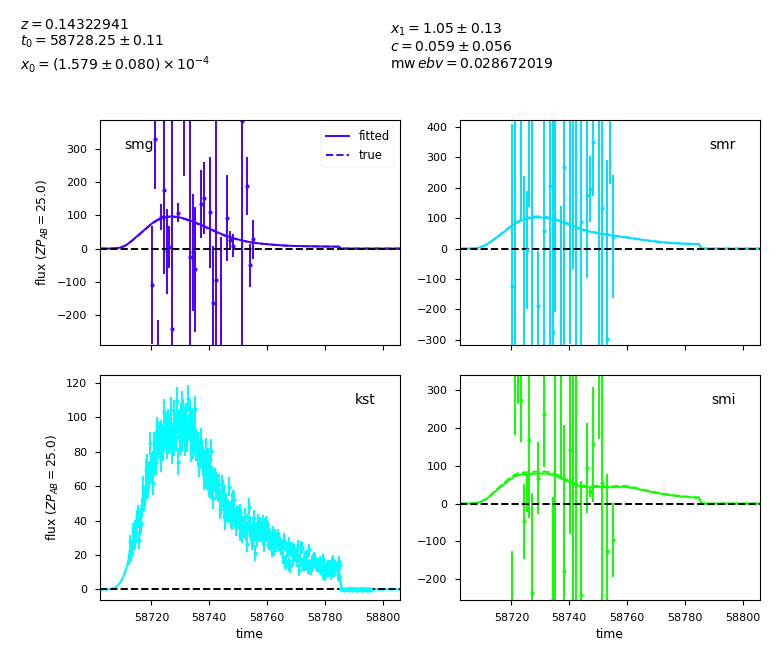 z = 0.14322941
t₀ = 58728.25 ± 0.11
x₀ = (1.579 ± 0.080) × 10⁻⁴
x₁ = 1.05 ± 0.13
c = 0.059 ± 0.056
mwebv = 0.028672019
smg
fitted
true
300
200
100
0
−100
−200
flux (ZP_AB = 25.0)
smr
400
300
200
100
0
−100
−200
−300
kst
120
100
80
60
40
20
0
flux (ZP_AB = 25.0)
58720
58740
58760
58780
58800
time
smi
300
200
100
0
−100
−200
58720
58740
58760
58780
58800
time